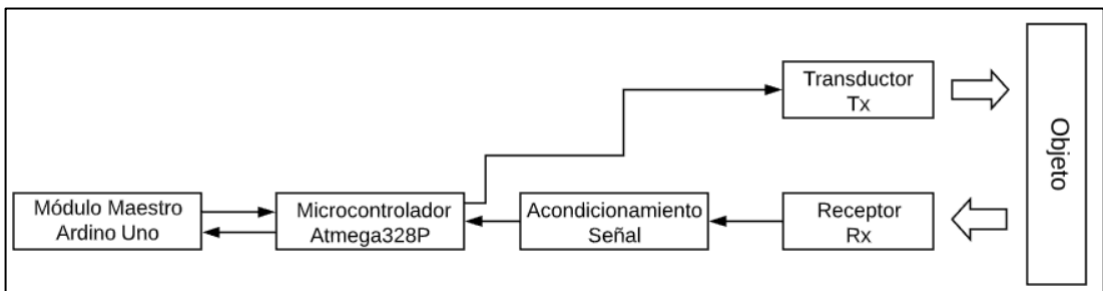 Transductor
Tx
Objeto
Módulo Maestro
Ardino Uno
Microcontrolador
Atmega328P
Acondicionamiento
Señal
Receptor
Rx